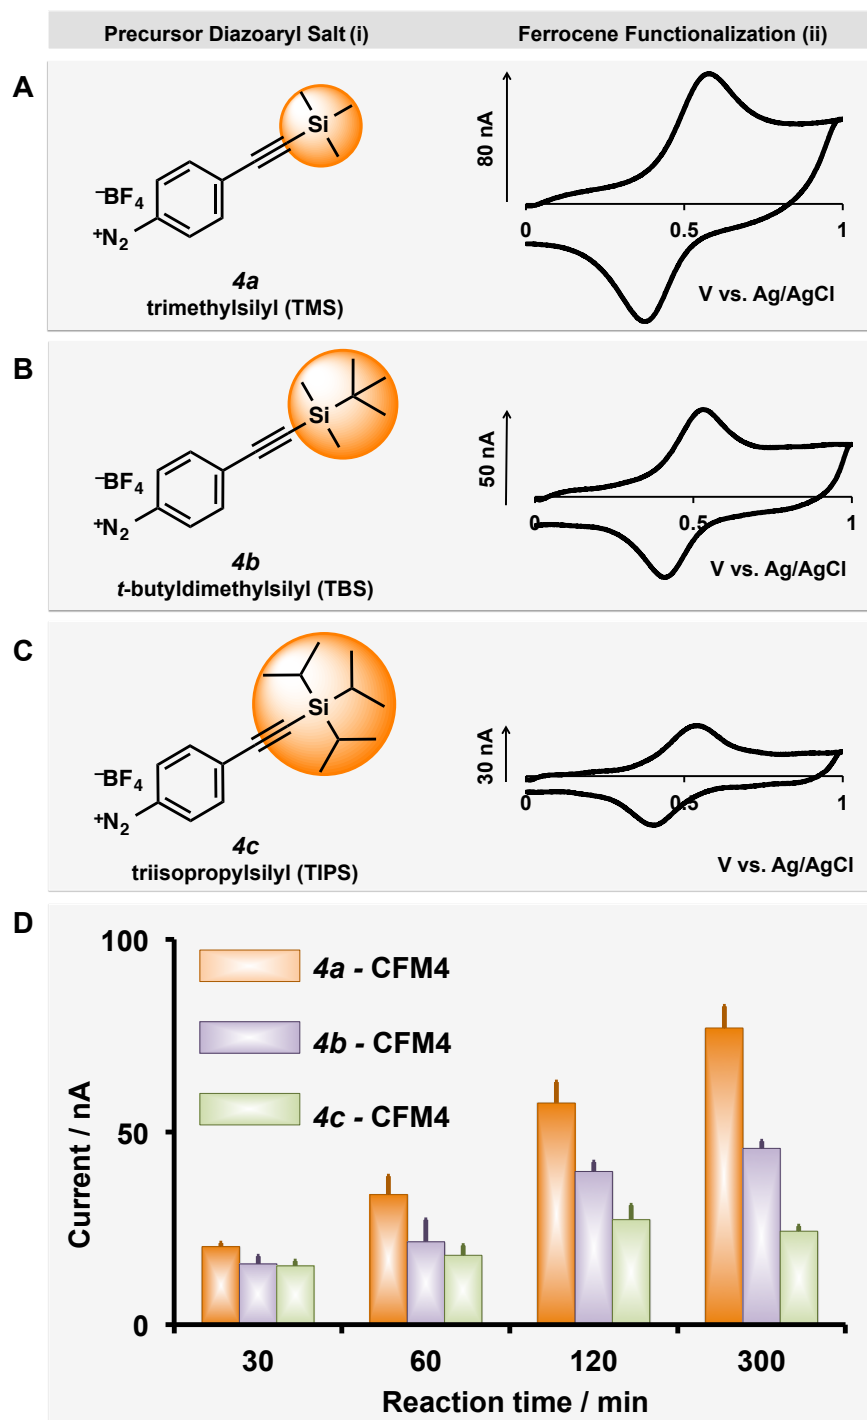 Precursor Diazoaryl Salt (i)
Ferrocene Functionalization (ii)
A
Si
⁻BF₄
⁺N₂
4a
trimethylsilyl (TMS)
80 nA
0
0.5
1
V vs. Ag/AgCl
B
Si
⁻BF₄
⁺N₂
4b
t-butyldimethylsilyl (TBS)
50 nA
0
0.5
1
V vs. Ag/AgCl
C
Si
⁻BF₄
⁺N₂
4c
triisopropylsilyl (TIPS)
30 nA
0
0.5
1
V vs. Ag/AgCl
D
100
50
0
Current / nA
4a - CFM4
4b - CFM4
4c - CFM4
30
60
120
300
Reaction time / min